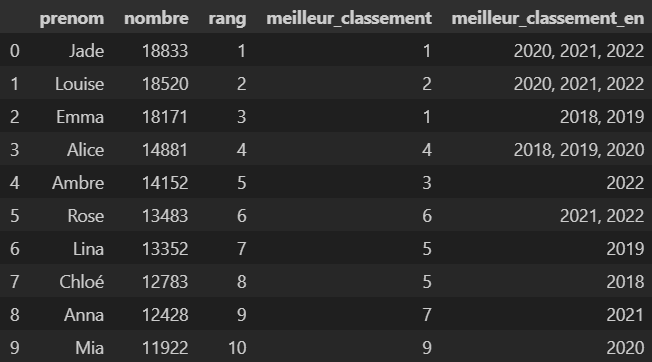 prenom nombre rang meilleur_classement meilleur_classement_en
0 Jade 18833 1 1 2020, 2021, 2022
1 Louise 18520 2 2 2020, 2021, 2022
2 Emma 18171 3 1 2018, 2019
3 Alice 14881 4 4 2018, 2019, 2020
4 Ambre 14152 5 3 2022
5 Rose 13483 6 6 2021, 2022
6 Lina 13352 7 5 2019
7 Chloé 12783 8 5 2018
8 Anna 12428 9 7 2021
9 Mia 11922 10 9 2020